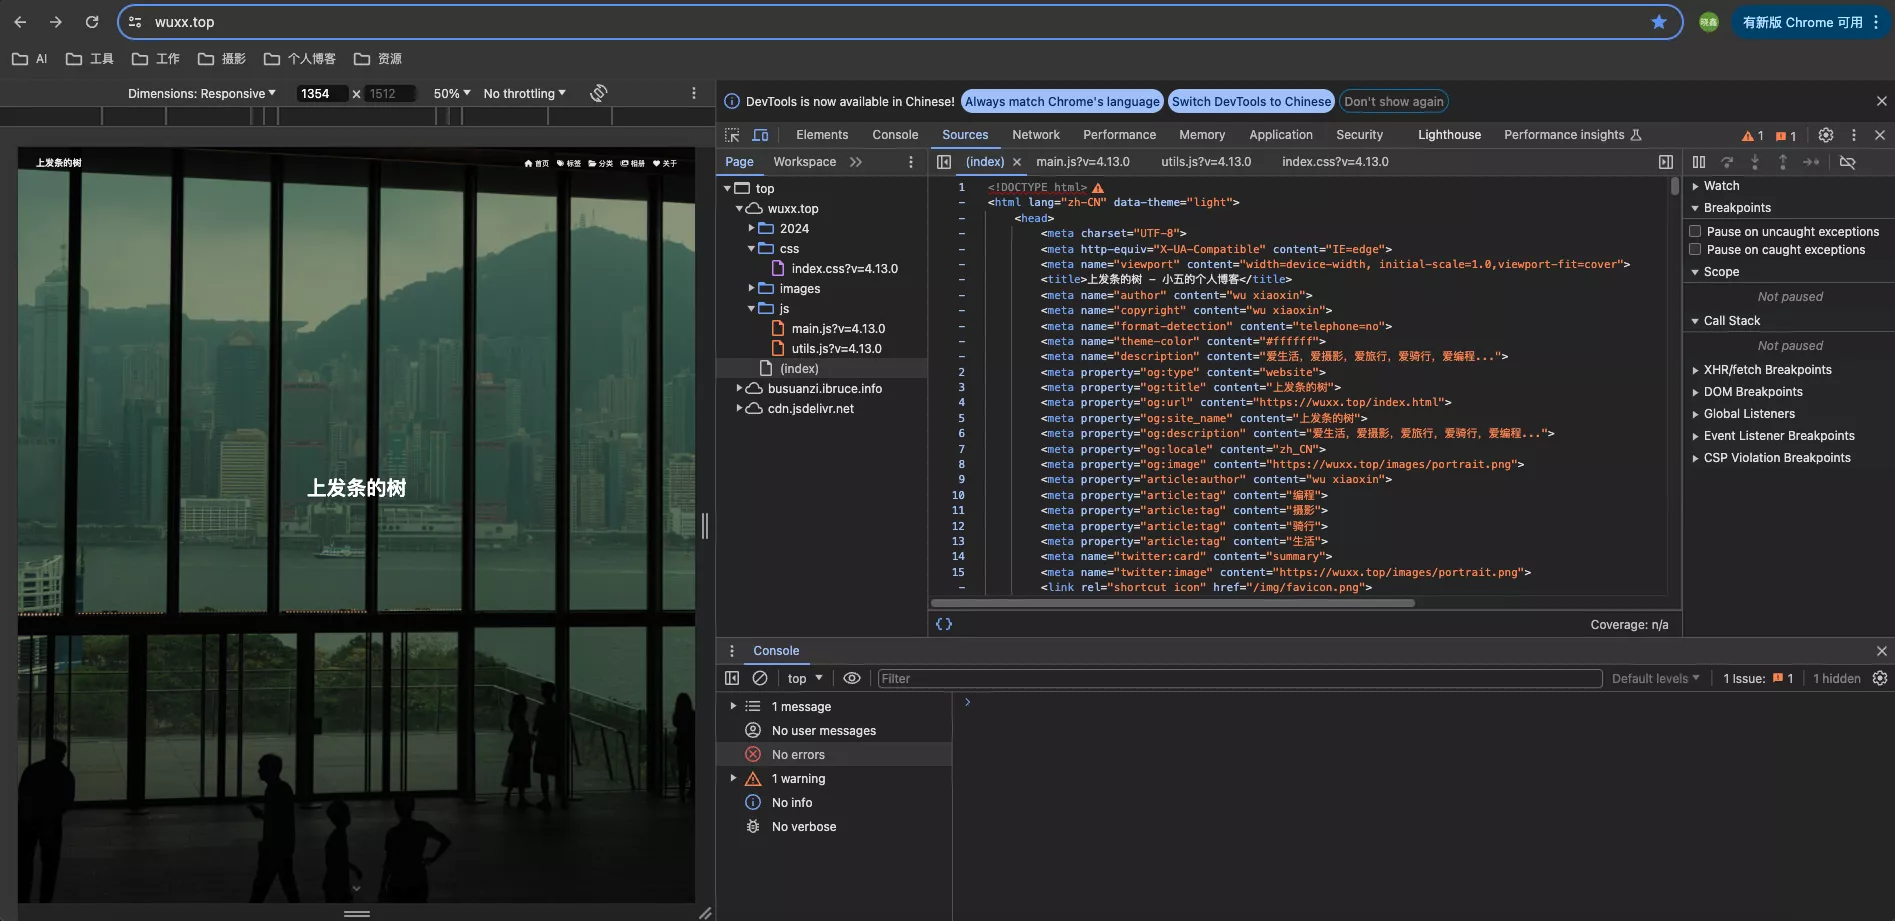 wuxx.top
晓鑫
有新版 Chrome 可用
AI
工具
工作
摄影
个人博客
资源
Dimensions: Responsive
1354
x
1512
50%
No throttling
上发条的树
首页
标签
分类
相册
关于
上发条的树
DevTools is now available in Chinese!
Always match Chrome's language
Switch DevTools to Chinese
Don't show again
Elements
Console
Sources
Network
Performance
Memory
Application
Security
Lighthouse
Performance insights
1
1
Page
Workspace
top
wuxx.top
2024
css
index.css?v=4.13.0
images
js
main.js?v=4.13.0
utils.js?v=4.13.0
(index)
busuanzi.ibruce.info
cdn.jsdelivr.net
(index)
main.js?v=4.13.0
utils.js?v=4.13.0
index.css?v=4.13.0
1 <!DOCTYPE html>
- <html lang="zh-CN" data-theme="light">
- <head>
- <meta charset="UTF-8">
- <meta http-equiv="X-UA-Compatible" content="IE=edge">
- <meta name="viewport" content="width=device-width, initial-scale=1.0,viewport-fit=cover">
- <title>上发条的树 - 小五的个人博客</title>
- <meta name="author" content="wu xiaoxin">
- <meta name="copyright" content="wu xiaoxin">
- <meta name="format-detection" content="telephone=no">
- <meta name="theme-color" content="#ffffff">
- <meta name="description" content="爱生活，爱摄影，爱旅行，爱骑行，爱编程...">
2 <meta property="og:type" content="website">
3 <meta property="og:title" content="上发条的树">
4 <meta property="og:url" content="https://wuxx.top/index.html">
5 <meta property="og:site_name" content="上发条的树">
6 <meta property="og:description" content="爱生活，爱摄影，爱旅行，爱骑行，爱编程...">
7 <meta property="og:locale" content="zh_CN">
8 <meta property="og:image" content="https://wuxx.top/images/portrait.png">
9 <meta property="article:author" content="wu xiaoxin">
10 <meta property="article:tag" content="编程">
11 <meta property="article:tag" content="摄影">
12 <meta property="article:tag" content="骑行">
13 <meta property="article:tag" content="生活">
14 <meta name="twitter:card" content="summary">
15 <meta name="twitter:image" content="https://wuxx.top/images/portrait.png">
- <link rel="shortcut icon" href="/img/favicon.png">
{}
Coverage: n/a
Watch
Breakpoints
Pause on uncaught exceptions
Pause on caught exceptions
Scope
Not paused
Call Stack
Not paused
XHR/fetch Breakpoints
DOM Breakpoints
Global Listeners
Event Listener Breakpoints
CSP Violation Breakpoints
Console
top
Filter
Default levels
1 Issue:
1
1 hidden
1 message
No user messages
No errors
1 warning
No info
No verbose